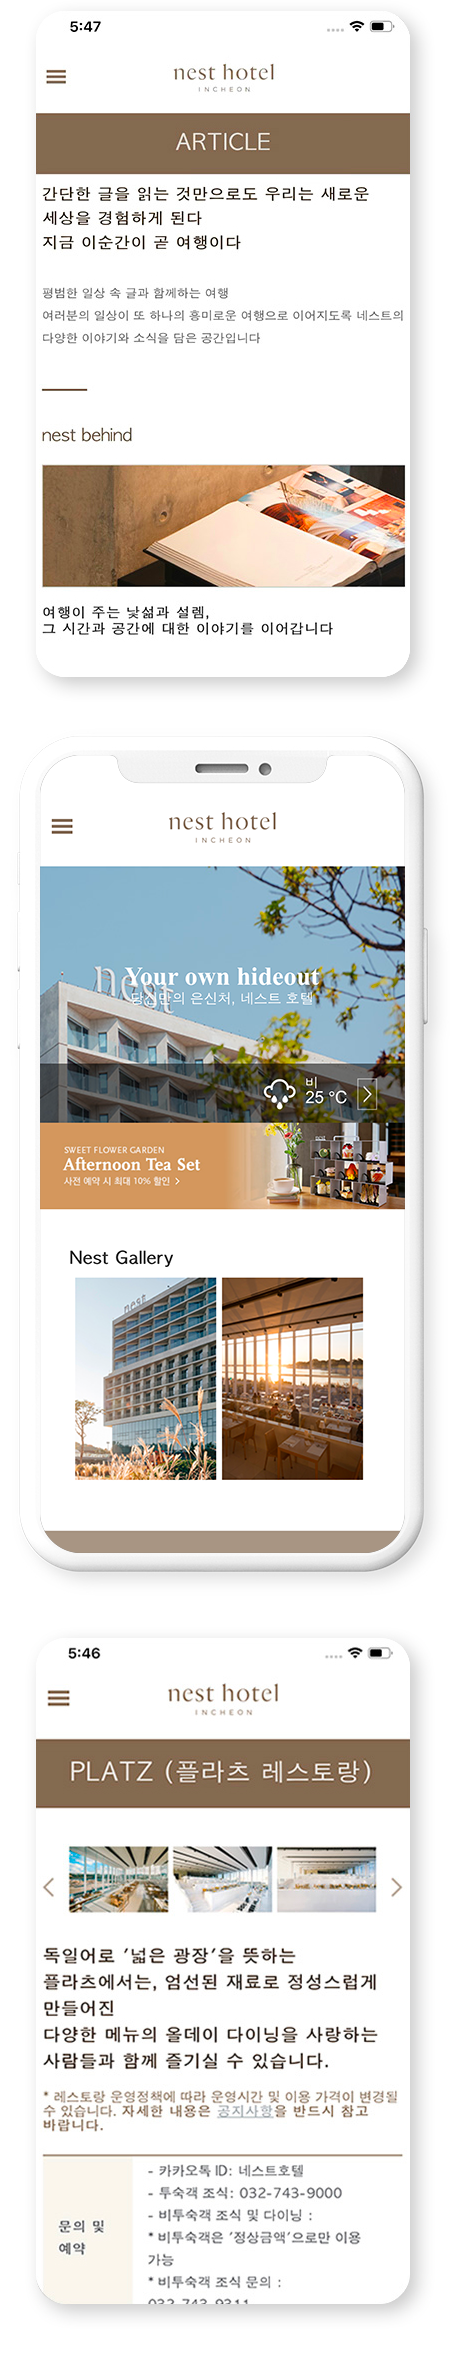 5:47
nest hotel
INCHEON
ARTICLE
간단한 글을 읽는 것만으로도 우리는 새로운
세상을 경험하게 된다
지금 이순간이 곧 여행이다
평범한 일상 속 글과 함께하는 여행
여러분의 일상이 또 하나의 흥미로운 여행으로 이어지도록 네스트의
다양한 이야기와 소식을 담은 공간입니다
nest behind
여행이 주는 낯섦과 설렘,
그 시간과 공간에 대한 이야기를 이어갑니다
nest hotel
INCHEON
nest
Your own hideout
당신만의 은신처, 네스트 호텔
비
25 °C
SWEET FLOWER GARDEN
Afternoon Tea Set
사전 예약 시 최대 10% 할인 >
Nest Gallery
nest
5:46
nest hotel
INCHEON
PLATZ (플라츠 레스토랑)
독일어로 '넓은 광장'을 뜻하는
플라츠에서는, 엄선된 재료로 정성스럽게
만들어진
다양한 메뉴의 올데이 다이닝을 사랑하는
사람들과 함께 즐기실 수 있습니다.
* 레스토랑 운영정책에 따라 운영시간 및 이용 가격이 변경될
수 있습니다. 자세한 내용은 공지사항을 반드시 참고
바랍니다.
문의 및
예약
- 카카오톡 ID: 네스트호텔
- 투숙객 조식: 032-743-9000
- 비투숙객 조식 및 다이닝 :
* 비투숙객은 '정상금액'으로만 이용
가능
* 비투숙객 조식 문의 :
032-743-9311